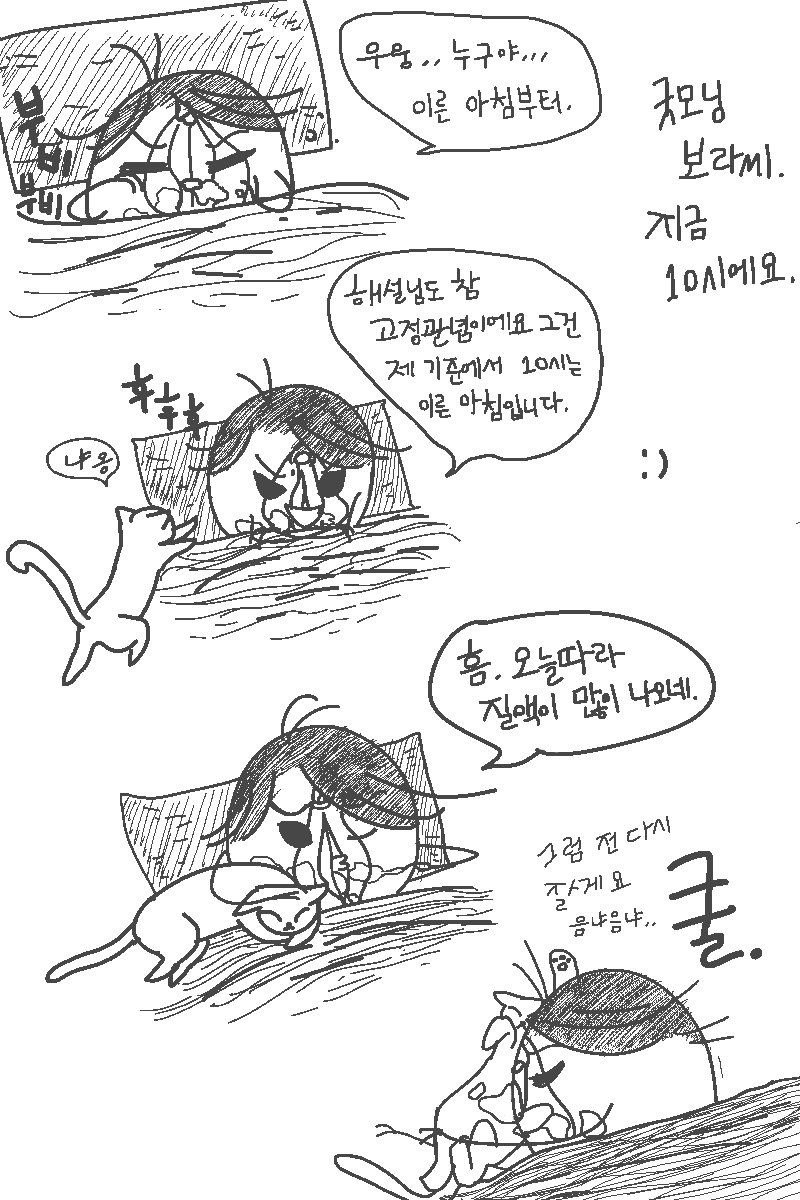 우웅.. 누구야...
이른 아침부터.
부비
부비
굿모닝
보라씨.
지금
10시에요.
해설님도 참
고정관념이에요 그건
제 기준에서 10시는
이른 아침입니다.
후우후
냐옹
:)
흠. 오늘따라
질액이 많이 나오네.
그럼 전 다시
잘게요
음냐음냐..
쿨.